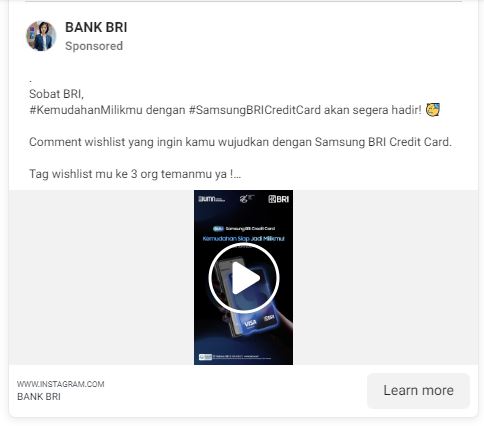 BANK BRI
Sponsored
.
Sobat BRI,
#KemudahanMilikmu dengan #SamsungBRICreditCard akan segera hadir! 🥳
Comment wishlist yang ingin kamu wujudkan dengan Samsung BRI Credit Card.
Tag wishlist mu ke 3 org temanmu ya !...
BUMN
BRI
Samsung BRI Credit Card
Kemudahan Siap Jadi Milikmu!
VISA
BRI
WWW.INSTAGRAM.COM
BANK BRI
Learn more